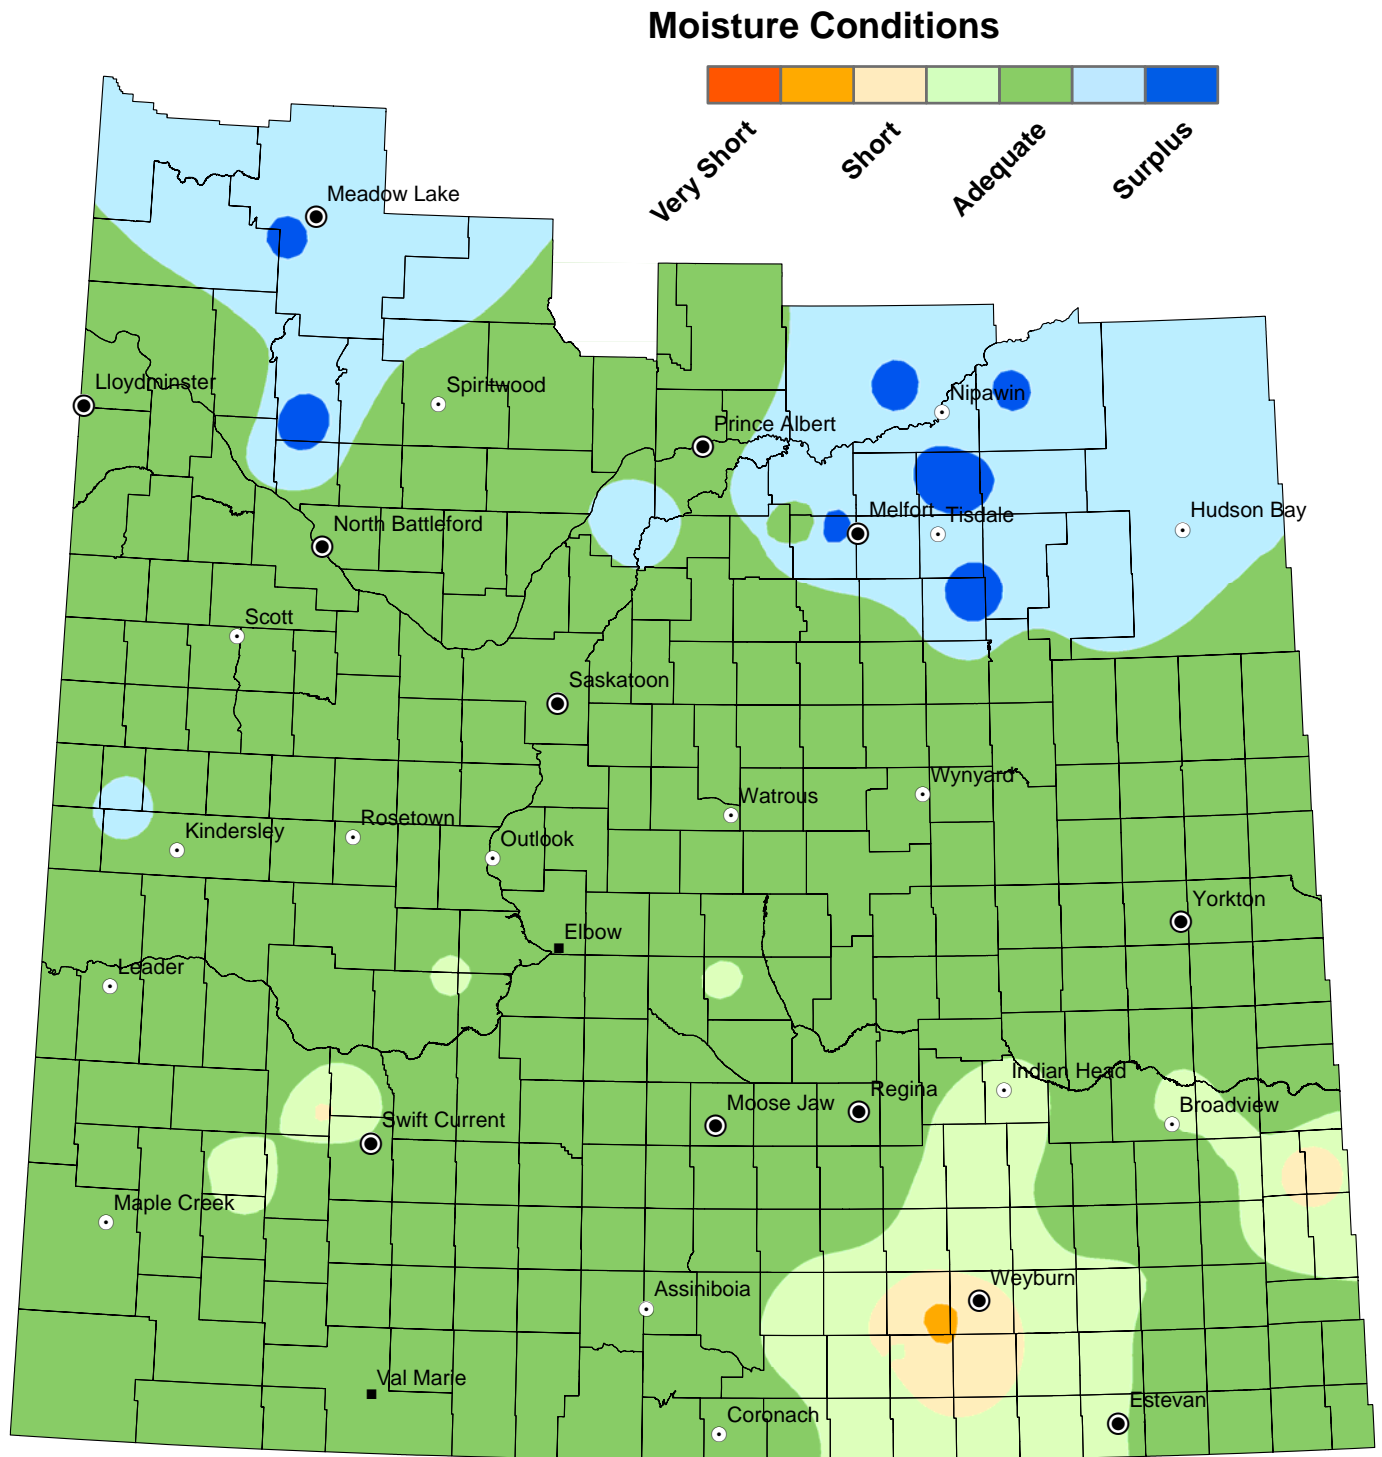 Moisture Conditions
Very Short
Short
Adequate
Surplus
Meadow Lake
Lloydminster
Spiritwood
Nipawin
Prince Albert
North Battleford
Melfort
Tisdale
Hudson Bay
Scott
Saskatoon
Wynyard
Watrous
Kindersley
Rosetown
Outlook
Yorkton
Elbow
Leader
Indian Head
Regina
Moose Jaw
Broadview
Swift Current
Maple Creek
Weyburn
Assiniboia
Val Marie
Estevan
Coronach